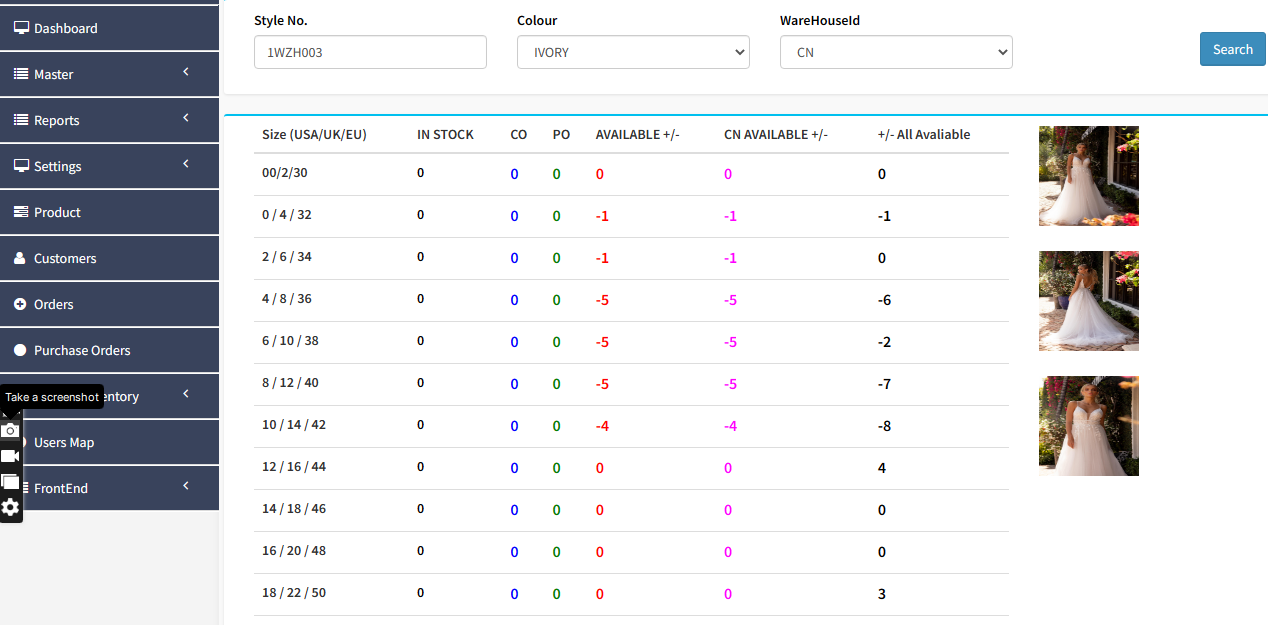 Style No. Colour WareHouseId
1WZH003 IVORY CN Search
Dashboard
Master
Reports
Settings
Product
Customers
Orders
Purchase Orders
Take a screenshot
Users Map
FrontEnd
Size (USA/UK/EU) IN STOCK CO PO AVAILABLE +/- CN AVAILABLE +/- +/- All Avaliable
00/2/30 0 0 0 0 0 0
0 / 4 / 32 0 0 0 -1 -1 -1
2 / 6 / 34 0 0 0 -1 -1 0
4 / 8 / 36 0 0 0 -5 -5 -6
6 / 10 / 38 0 0 0 -5 -5 -2
8 / 12 / 40 0 0 0 -5 -5 -7
10 / 14 / 42 0 0 0 -4 -4 -8
12 / 16 / 44 0 0 0 0 0 4
14 / 18 / 46 0 0 0 0 0 0
16 / 20 / 48 0 0 0 0 0 0
18 / 22 / 50 0 0 0 0 0 3